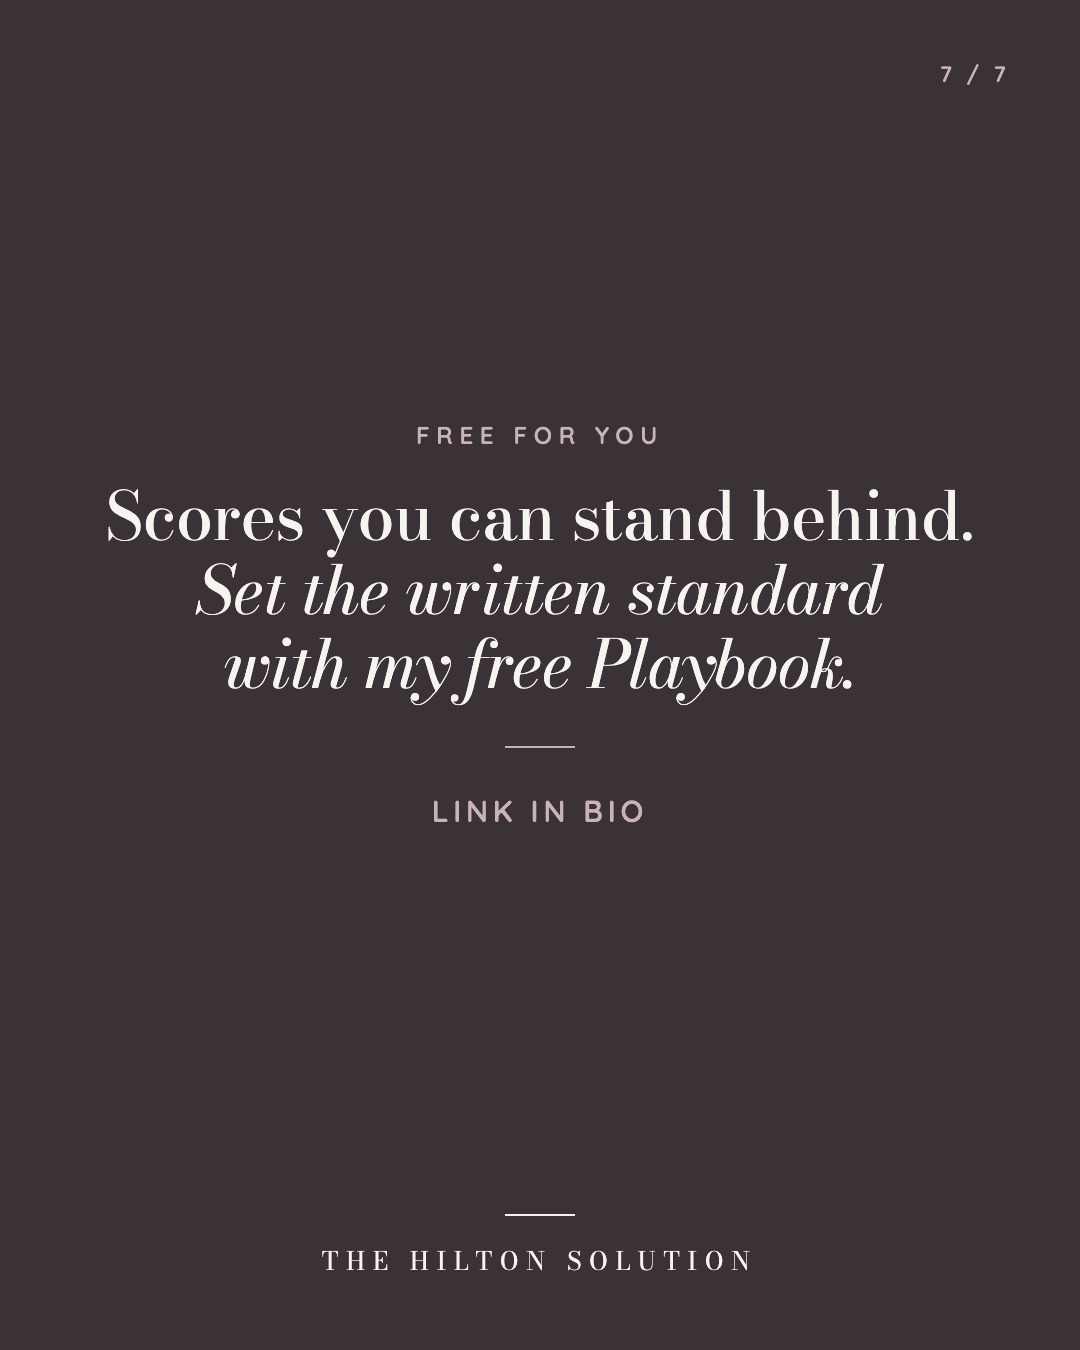 7 / 7
FREE FOR YOU
Scores you can stand behind.
Set the written standard
with my free Playbook.
LINK IN BIO
THE HILTON SOLUTION